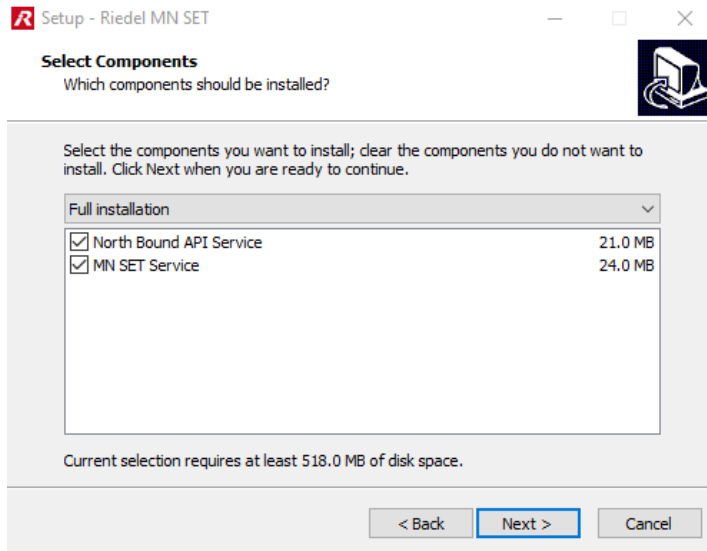 R Setup - Riedel MN SET
Select Components
Which components should be installed?
Select the components you want to install; clear the components you do not want to
install. Click Next when you are ready to continue.
Full installation
North Bound API Service 21.0 MB
MN SET Service 24.0 MB
Current selection requires at least 518.0 MB of disk space.
< Back Next > Cancel